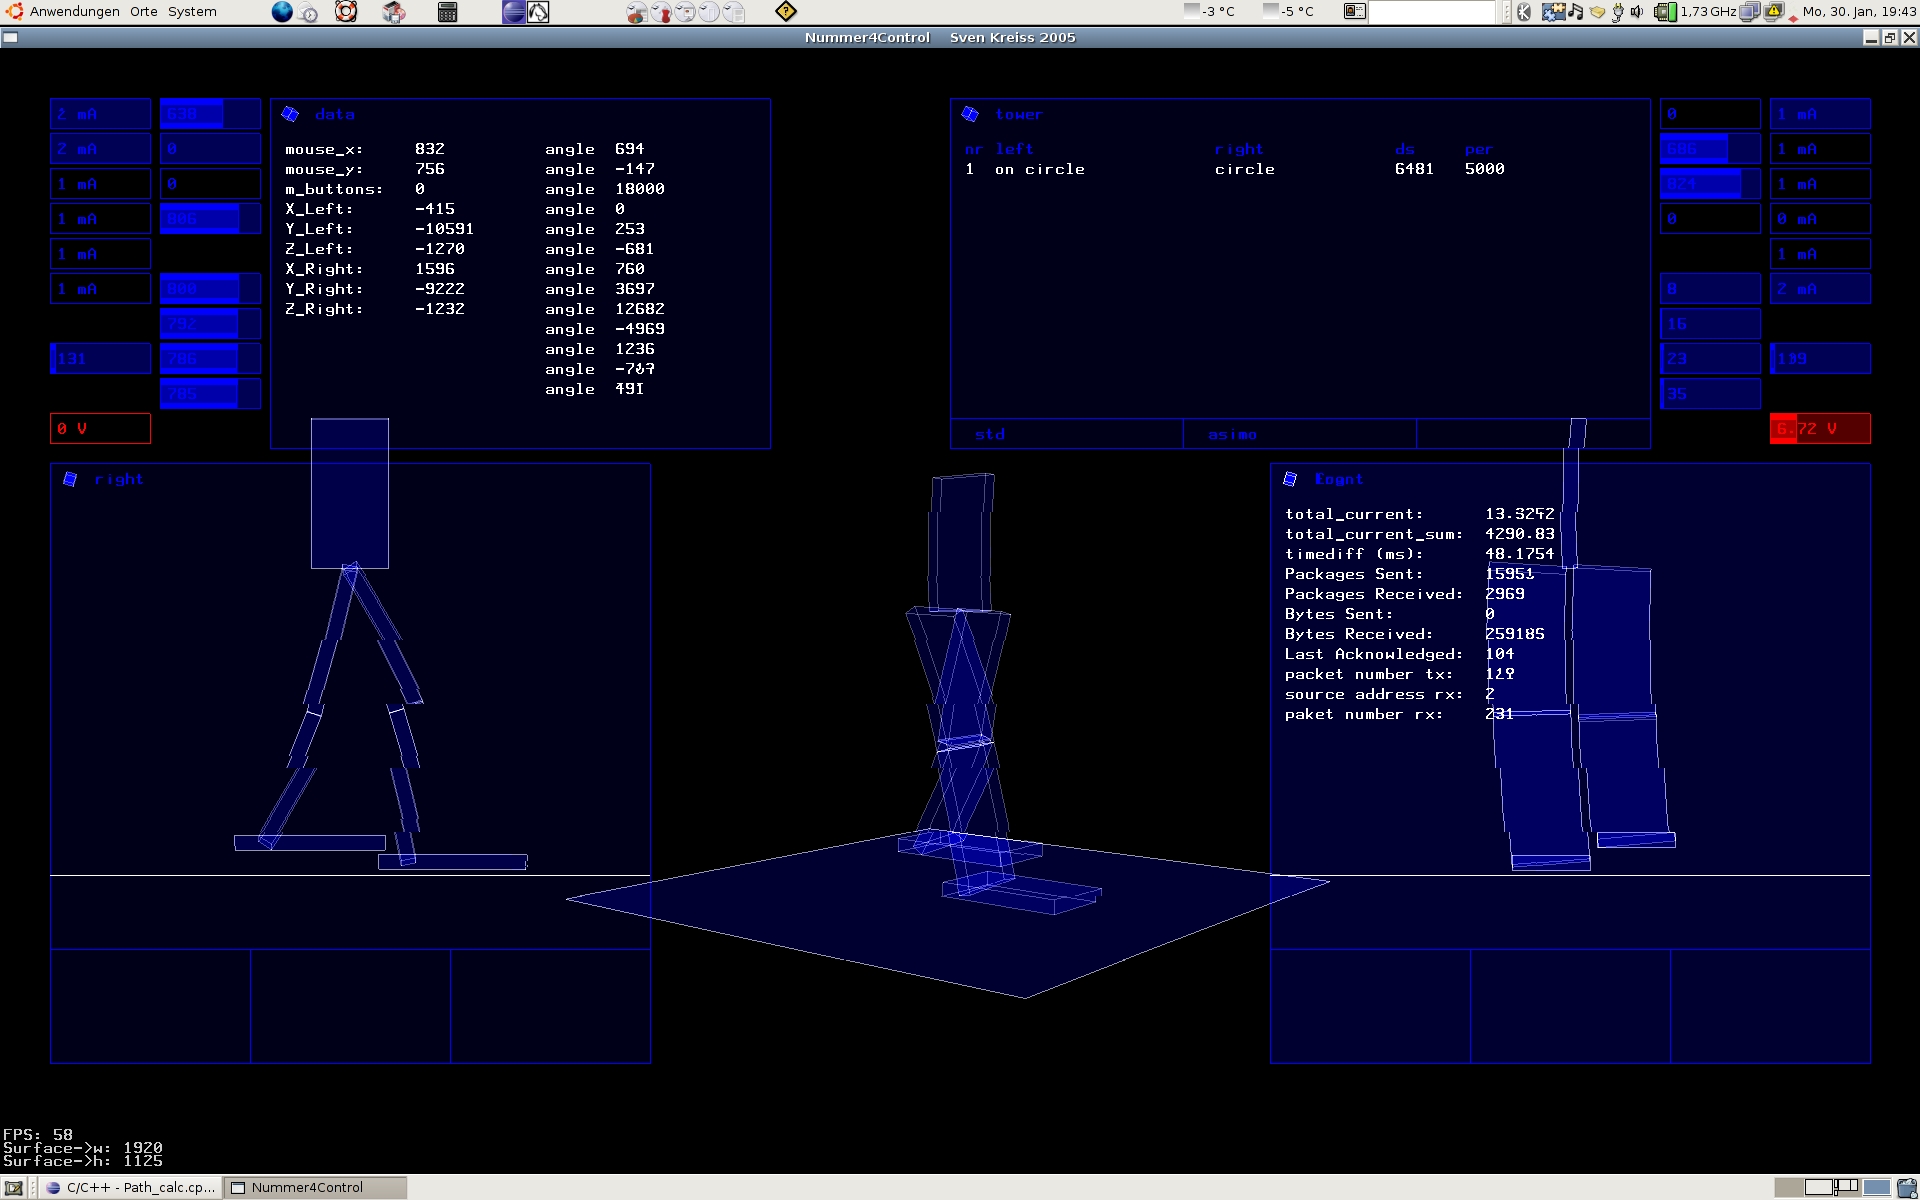 Anwendungen Orte System
-3 °C -5 °C 1,73 GHz Mo, 30. Jan, 19:43
Nummer4Control Sven Kreiss 2005
2 mA
2 mA
1 mA
1 mA
1 mA
1 mA
131
0 V
638
0
0
806
800
792
786
785
data
mouse_x: 832 angle 694
mouse_y: 756 angle -147
m_buttons: 0 angle 18000
X_Left: -415 angle 0
Y_Left: -10591 angle 253
Z_Left: -1270 angle -681
X_Right: 1596 angle 760
Y_Right: -9222 angle 3697
Z_Right: -1232 angle 12682
angle -4969
angle 1236
angle
angle 491
tower
nr left right ds per
1 on circle circle 6481 5000
std asimo
0
686
824
0
8
16
23
35
1 mA
1 mA
1 mA
0 mA
1 mA
2 mA
199
6.72 V
right
total_current: 13.3252
total_current_sum: 4290.83
timediff (ms): 48.1754
Packages Sent: 15951
Packages Received: 2969
Bytes Sent: 0
Bytes Received: 259185
Last Acknowledged: 104
packet number tx:
source address rx: 2
paket number rx: 231
FPS: 58
Surface->w: 1920
Surface->h: 1125
C/C++ - Path_calc.cp... Nummer4Control